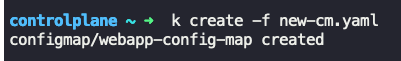 controlplane ~ ➜  k create -f new-cm.yaml
configmap/webapp-config-map created